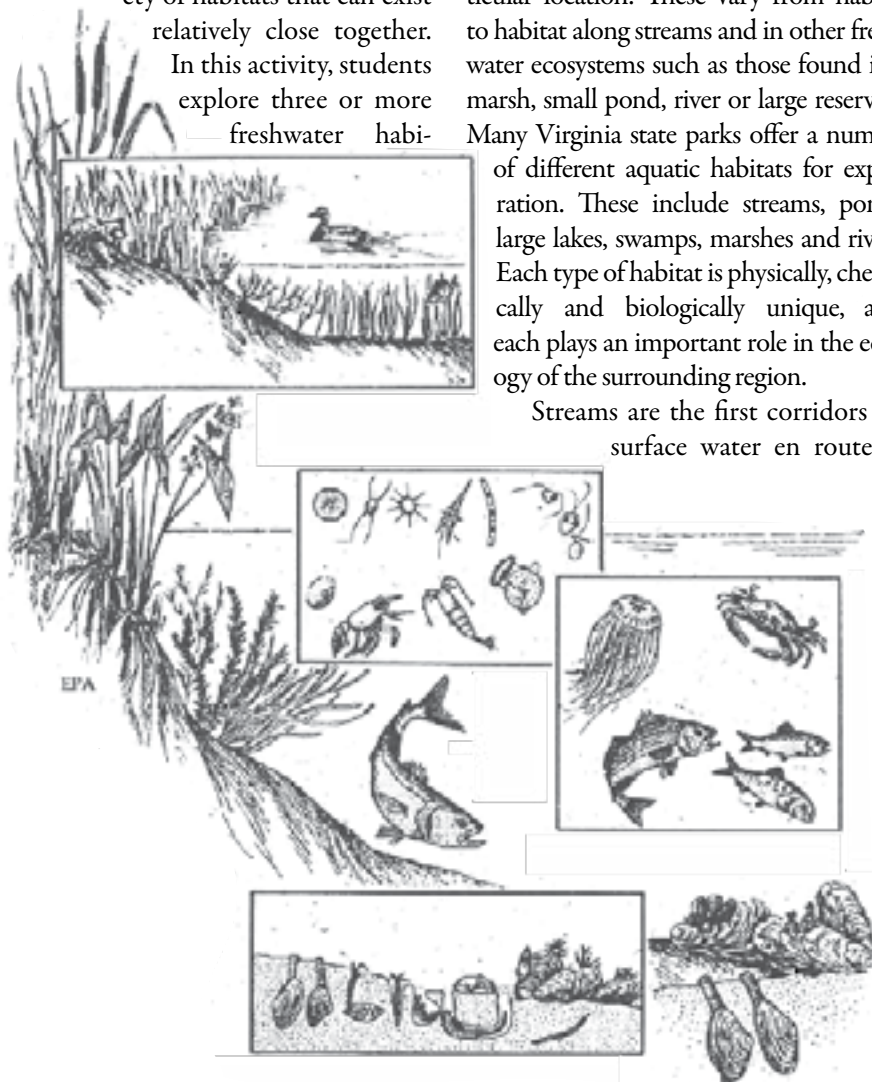 ety of habitats that can exist
relatively close together.
In this activity, students
explore three or more
freshwater habi-
ticular location. These vary from hab
to habitat along streams and in other fre
water ecosystems such as those found i
marsh, small pond, river or large reserv
Many Virginia state parks offer a num
of different aquatic habitats for exp
ration. These include streams, pon
large lakes, swamps, marshes and riv
Each type of habitat is physically, che
cally and biologically unique, a
each plays an important role in the e
ogy of the surrounding region.
Streams are the first corridors
surface water en route
EPA